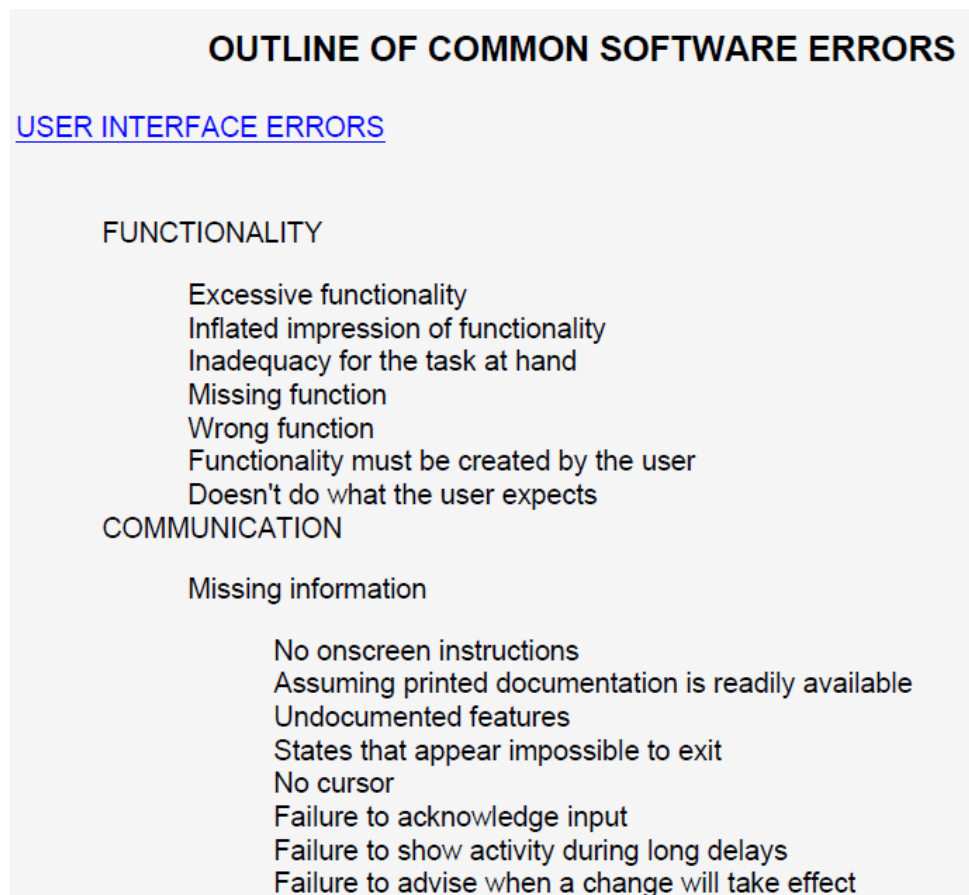 OUTLINE OF COMMON SOFTWARE ERRORS
USER INTERFACE ERRORS
FUNCTIONALITY
Excessive functionality
Inflated impression of functionality
Inadequacy for the task at hand
Missing function
Wrong function
Functionality must be created by the user
Doesn't do what the user expects
COMMUNICATION
Missing information
No onscreen instructions
Assuming printed documentation is readily available
Undocumented features
States that appear impossible to exit
No cursor
Failure to acknowledge input
Failure to show activity during long delays
Failure to advise when a change will take effect